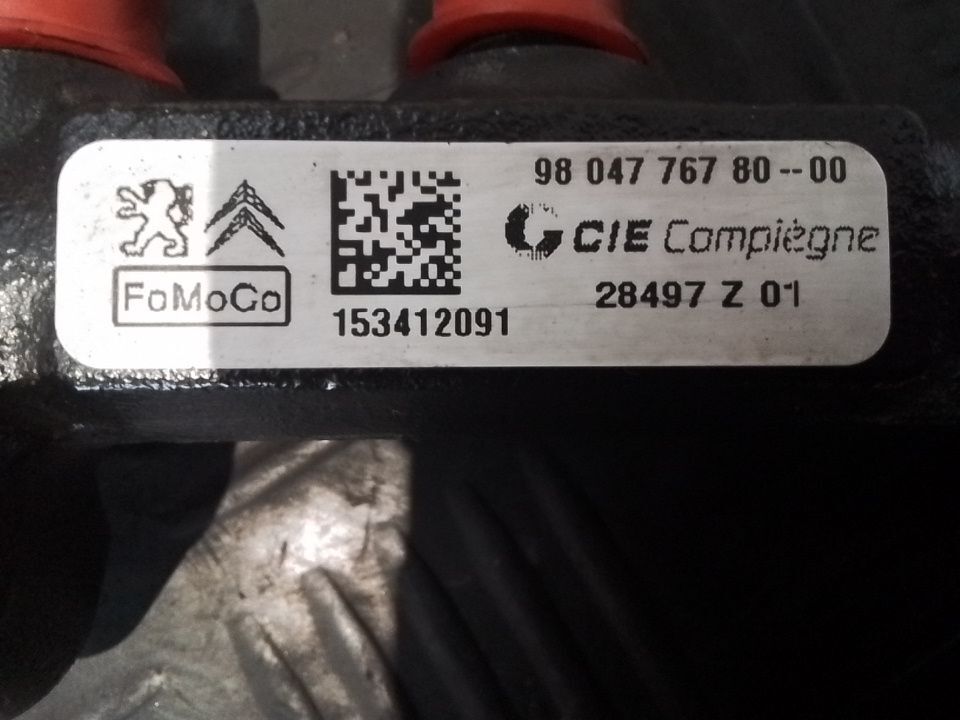 98 047 767 80--00
CIE Compiègne
FoMoCo
153412091
28497 Z 01